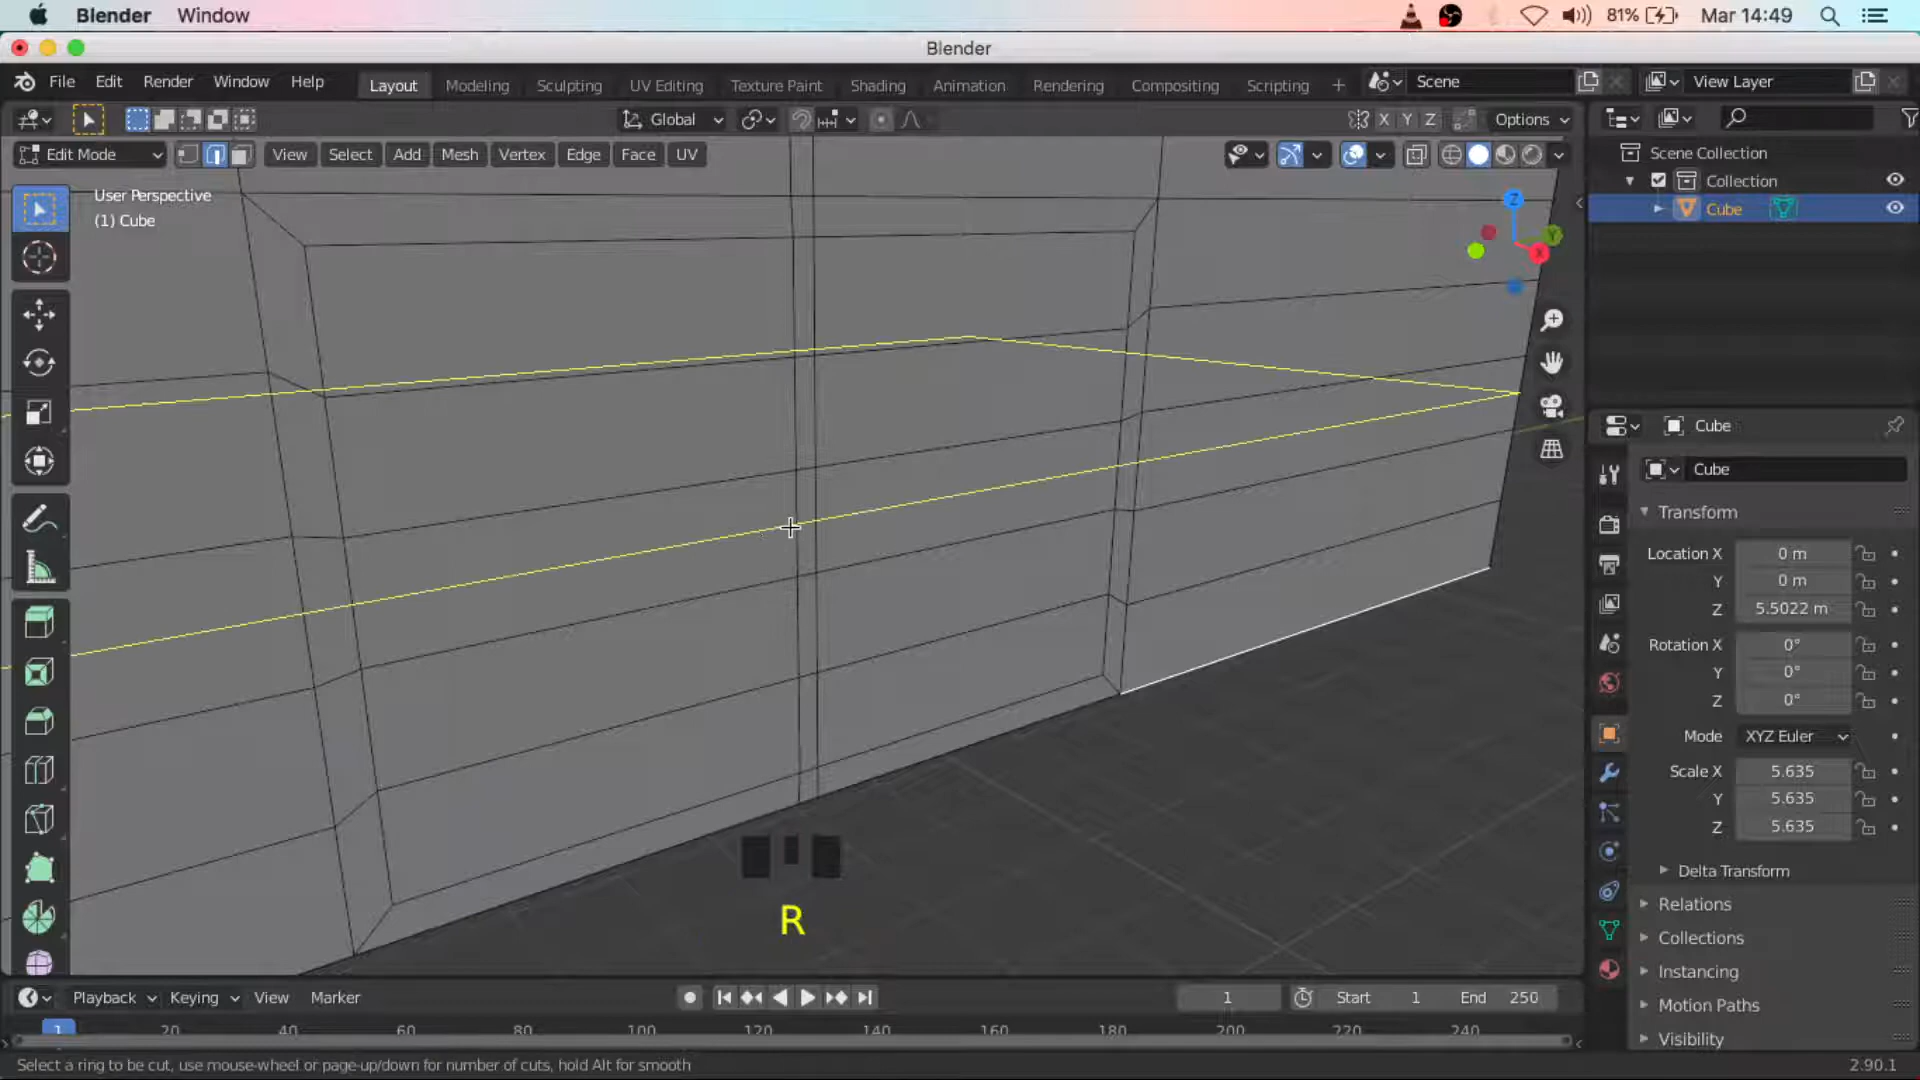 Blender Window 81% Mar 14:49
Blender
File Edit Render Window Help Layout Modeling Sculpting UV Editing Texture Paint Shading Animation Rendering Compositing Scripting + Scene View Layer
Global X Y Z Options
Edit Mode View Select Add Mesh Vertex Edge Face UV
User Perspective
(1) Cube
Z
Y
X
R
Scene Collection
Collection
Cube
Cube
Cube
Transform
Location X 0 m
Y 0 m
Z 5.5022 m
Rotation X 0°
Y 0°
Z 0°
Mode XYZ Euler
Scale X 5.635
Y 5.635
Z 5.635
Delta Transform
Relations
Collections
Instancing
Motion Paths
Visibility
Playback Keying View Marker 1 Start 1 End 250
1 20 40 60 80 100 120 140 160 180 200 220 240
Select a ring to be cut, use mouse-wheel or page-up/down for number of cuts, hold Alt for smooth 2.90.1